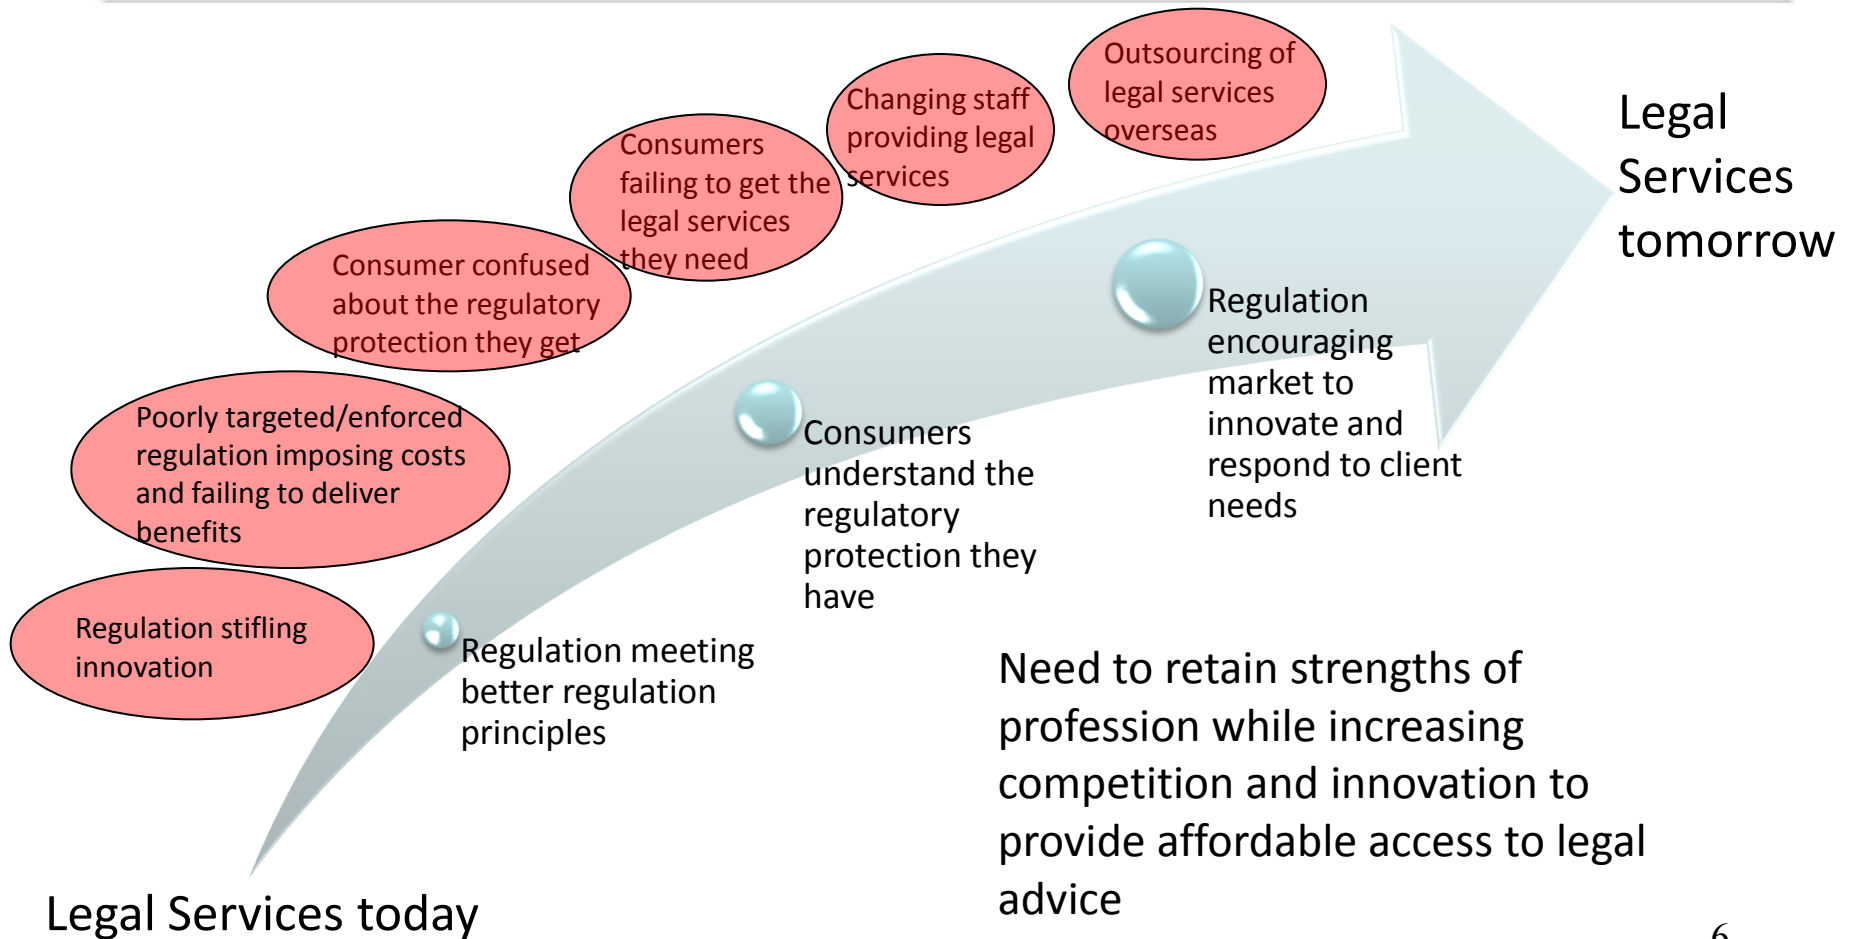 Outsourcing of
legal services
overseas
Changing staff
providing legal
services
Consumers
failing to get the
legal services
they need
Consumer confused
about the regulatory
protection they get
Poorly targeted/enforced
regulation imposing costs
and failing to deliver
benefits
Regulation stifling
innovation
Legal
Services
tomorrow
Regulation
encouraging
market to
innovate and
respond to client
needs
Consumers
understand the
regulatory
protection they
have
Regulation meeting
better regulation
principles
Need to retain strengths of
profession while increasing
competition and innovation to
provide affordable access to legal
advice
Legal Services today
6